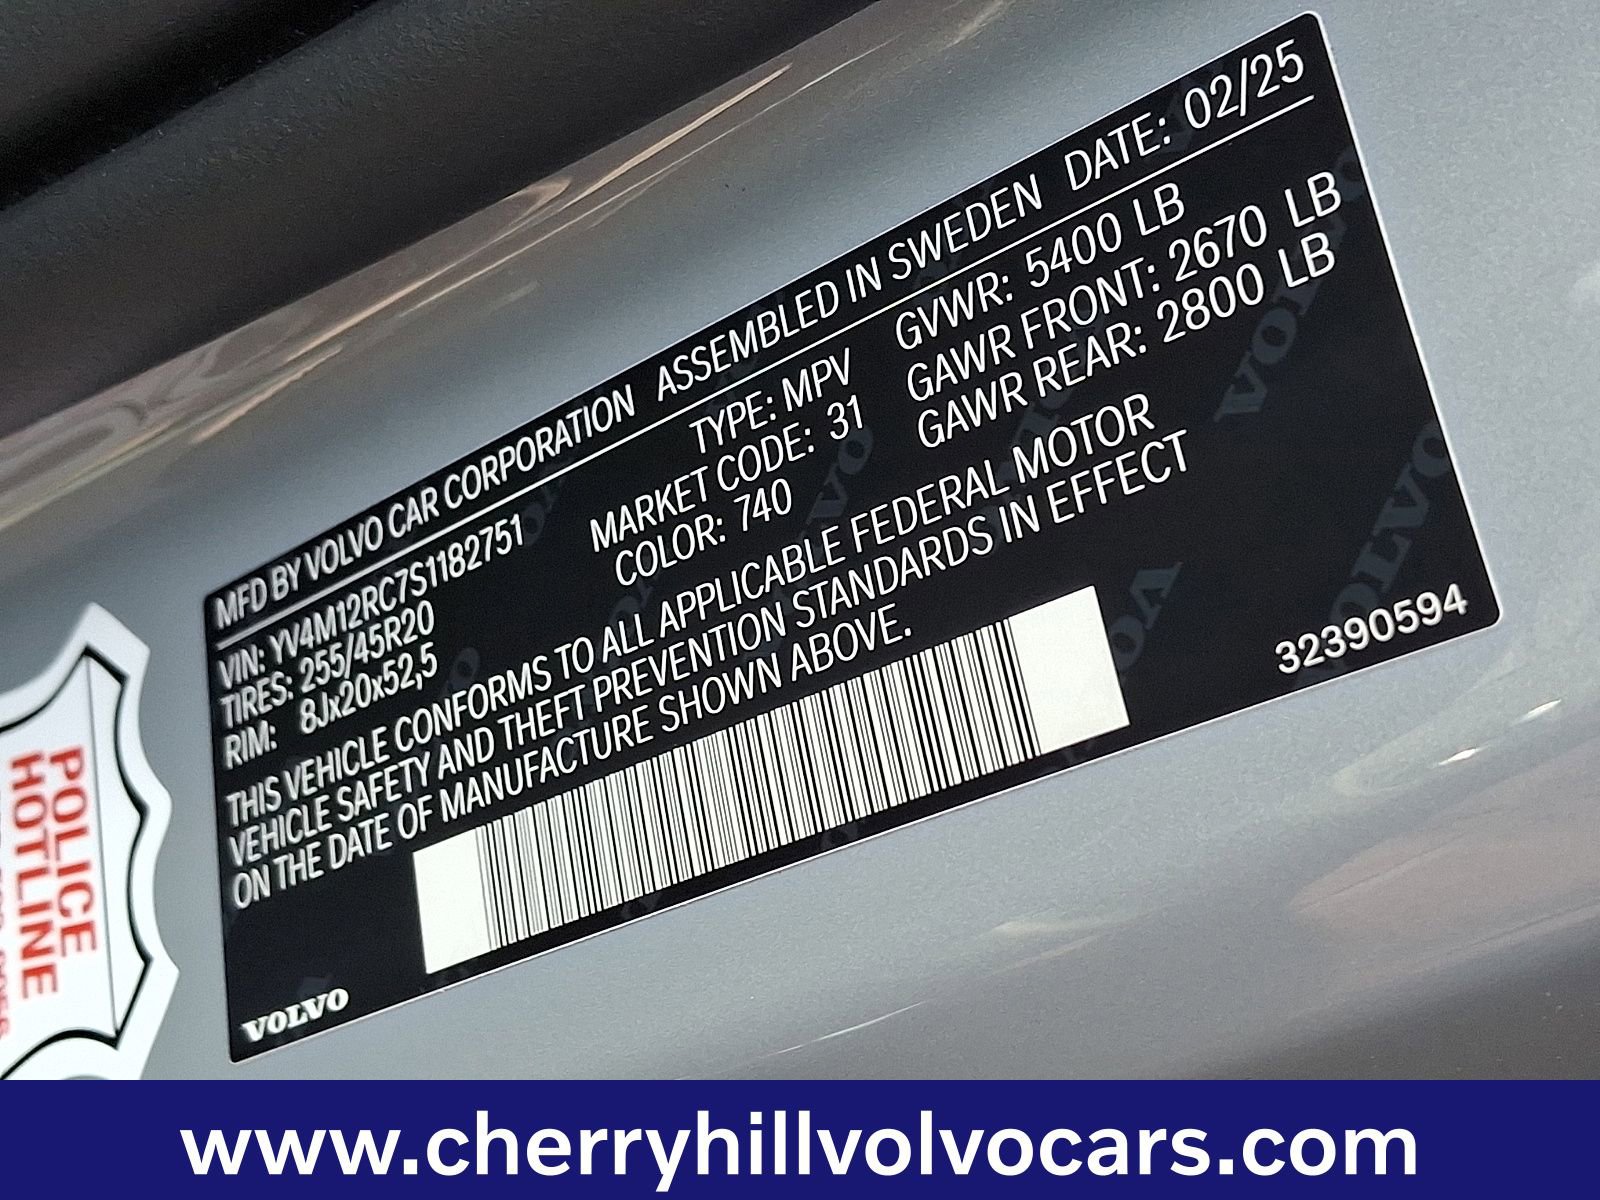 MFD BY VOLVO CAR CORPORATION ASSEMBLED IN SWEDEN DATE: 02/25
VIN: YV4M12RC7S1182751 TYPE: MPV GVWR: 5400 LB
TIRES: 255/45R20 MARKET CODE: 31 GAWR FRONT: 2670 LB
RIM: 8Jx20x52,5 COLOR: 740 GAWR REAR: 2800 LB
THIS VEHICLE CONFORMS TO ALL APPLICABLE FEDERAL MOTOR
VEHICLE SAFETY AND THEFT PREVENTION STANDARDS IN EFFECT
ON THE DATE OF MANUFACTURE SHOWN ABOVE.
32390594
VOLVO
POLICE
HOTLINE
www.cherryhillvolvocars.com